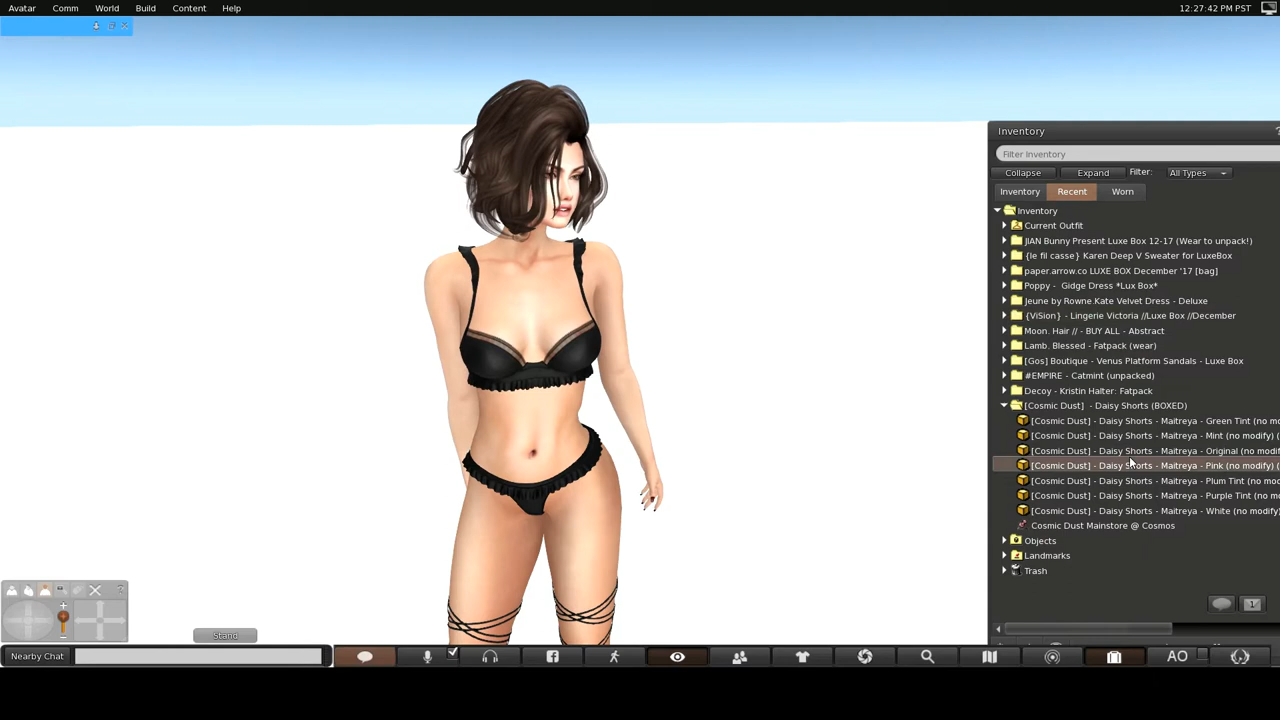 Avatar Comm World Build Content Help 12:27:42 PM PST
Inventory
Filter Inventory
Collapse Expand Filter: All Types
Inventory Recent Worn
Inventory
Current Outfit
JIAN Bunny Present Luxe Box 12-17 (Wear to unpack!)
{le fil casse} Karen Deep V Sweater for LuxeBox
paper.arrow.co LUXE BOX December '17 [bag]
Poppy - Gidge Dress *Lux Box*
Jeune by Rowne.Kate Velvet Dress - Deluxe
{ViSion} - Lingerie Victoria //Luxe Box //December
Moon. Hair // - BUY ALL - Abstract
Lamb. Blessed - Fatpack (wear)
[Gos] Boutique - Venus Platform Sandals - Luxe Box
#EMPIRE - Catmint (unpacked)
Decoy - Kristin Halter: Fatpack
[Cosmic Dust] - Daisy Shorts (BOXED)
[Cosmic Dust] - Daisy Shorts - Maitreya - Green Tint (no m
[Cosmic Dust] - Daisy Shorts - Maitreya - Mint (no modify) (
[Cosmic Dust] - Daisy Shorts - Maitreya - Original (no modif
[Cosmic Dust] - Daisy Shorts - Maitreya - Pink (no modify) (
[Cosmic Dust] - Daisy Shorts - Maitreya - Plum Tint (no mo
[Cosmic Dust] - Daisy Shorts - Maitreya - Purple Tint (no m
[Cosmic Dust] - Daisy Shorts - Maitreya - White (no modify)
Cosmic Dust Mainstore @ Cosmos
Objects
Landmarks
Trash
1
Stand
Nearby Chat AO